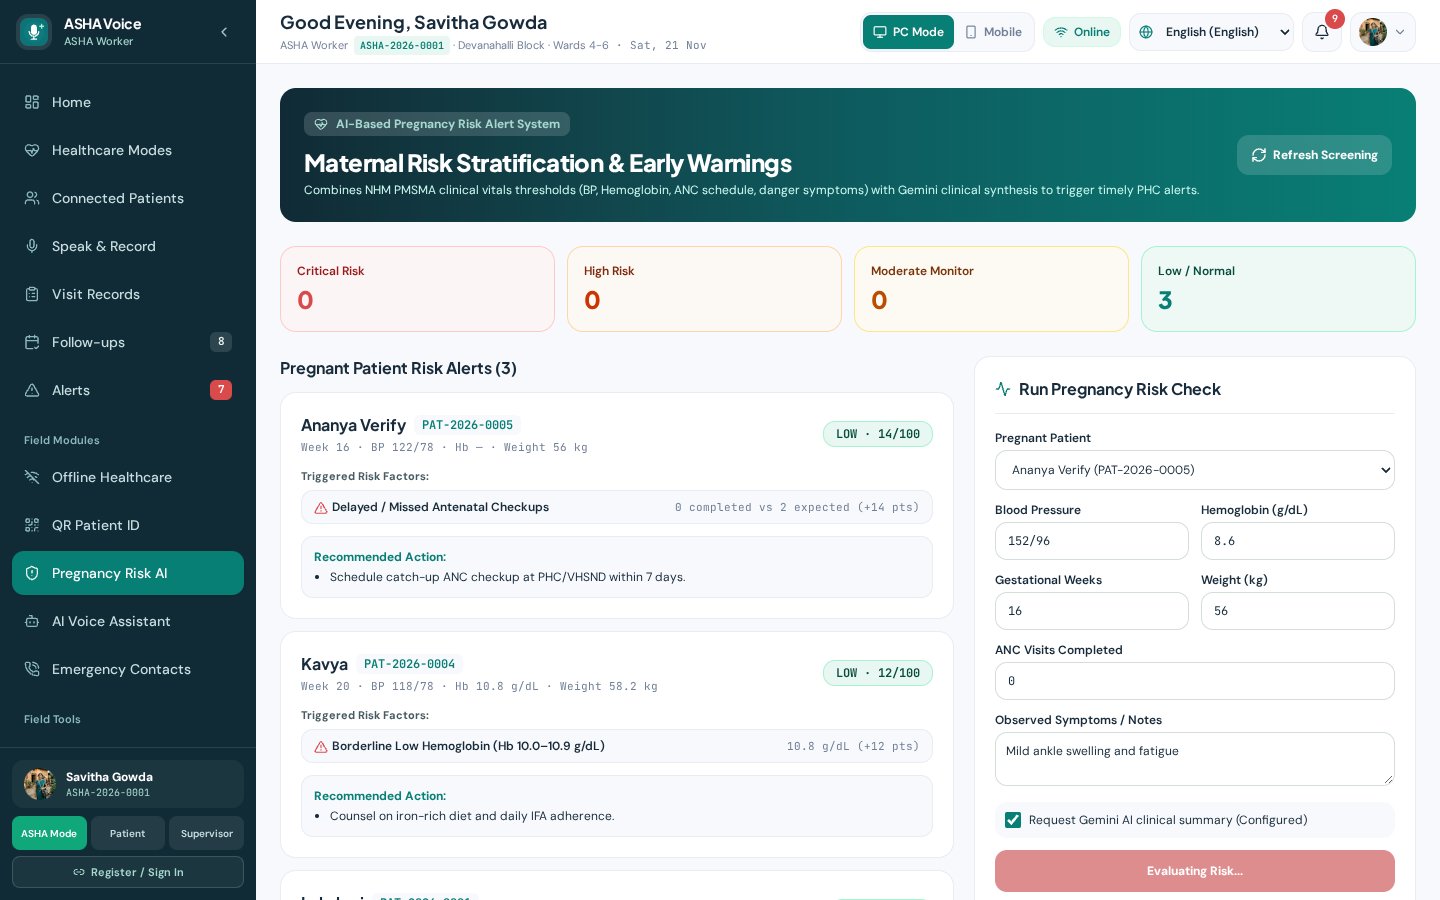 ASHA Voice
ASHA Worker
Home
Healthcare Modes
Connected Patients
Speak & Record
Visit Records
Follow-ups 8
Alerts 7
Field Modules
Offline Healthcare
QR Patient ID
Pregnancy Risk AI
AI Voice Assistant
Emergency Contacts
Field Tools
Savitha Gowda
ASHA-2026-0001
ASHA Mode Patient Supervisor
Register / Sign In
Good Evening, Savitha Gowda
ASHA Worker ASHA-2026-0001 · Devanahalli Block · Wards 4-6 · Sat, 21 Nov
PC Mode Mobile Online English (English) 9
AI-Based Pregnancy Risk Alert System
Maternal Risk Stratification & Early Warnings
Combines NHM PMSMA clinical vitals thresholds (BP, Hemoglobin, ANC schedule, danger symptoms) with Gemini clinical synthesis to trigger timely PHC alerts.
Refresh Screening
Critical Risk
0
High Risk
0
Moderate Monitor
0
Low / Normal
3
Pregnant Patient Risk Alerts (3)
Ananya Verify PAT-2026-0005
Week 16 · BP 122/78 · Hb — · Weight 56 kg
LOW · 14/100
Triggered Risk Factors:
Delayed / Missed Antenatal Checkups 0 completed vs 2 expected (+14 pts)
Recommended Action:
• Schedule catch-up ANC checkup at PHC/VHSND within 7 days.
Kavya PAT-2026-0004
Week 20 · BP 118/78 · Hb 10.8 g/dL · Weight 58.2 kg
LOW · 12/100
Triggered Risk Factors:
Borderline Low Hemoglobin (Hb 10.0–10.9 g/dL) 10.8 g/dL (+12 pts)
Recommended Action:
• Counsel on iron-rich diet and daily IFA adherence.
Run Pregnancy Risk Check
Pregnant Patient
Ananya Verify (PAT-2026-0005)
Blood Pressure Hemoglobin (g/dL)
152/96 8.6
Gestational Weeks Weight (kg)
16 56
ANC Visits Completed
0
Observed Symptoms / Notes
Mild ankle swelling and fatigue
Request Gemini AI clinical summary (Configured)
Evaluating Risk...